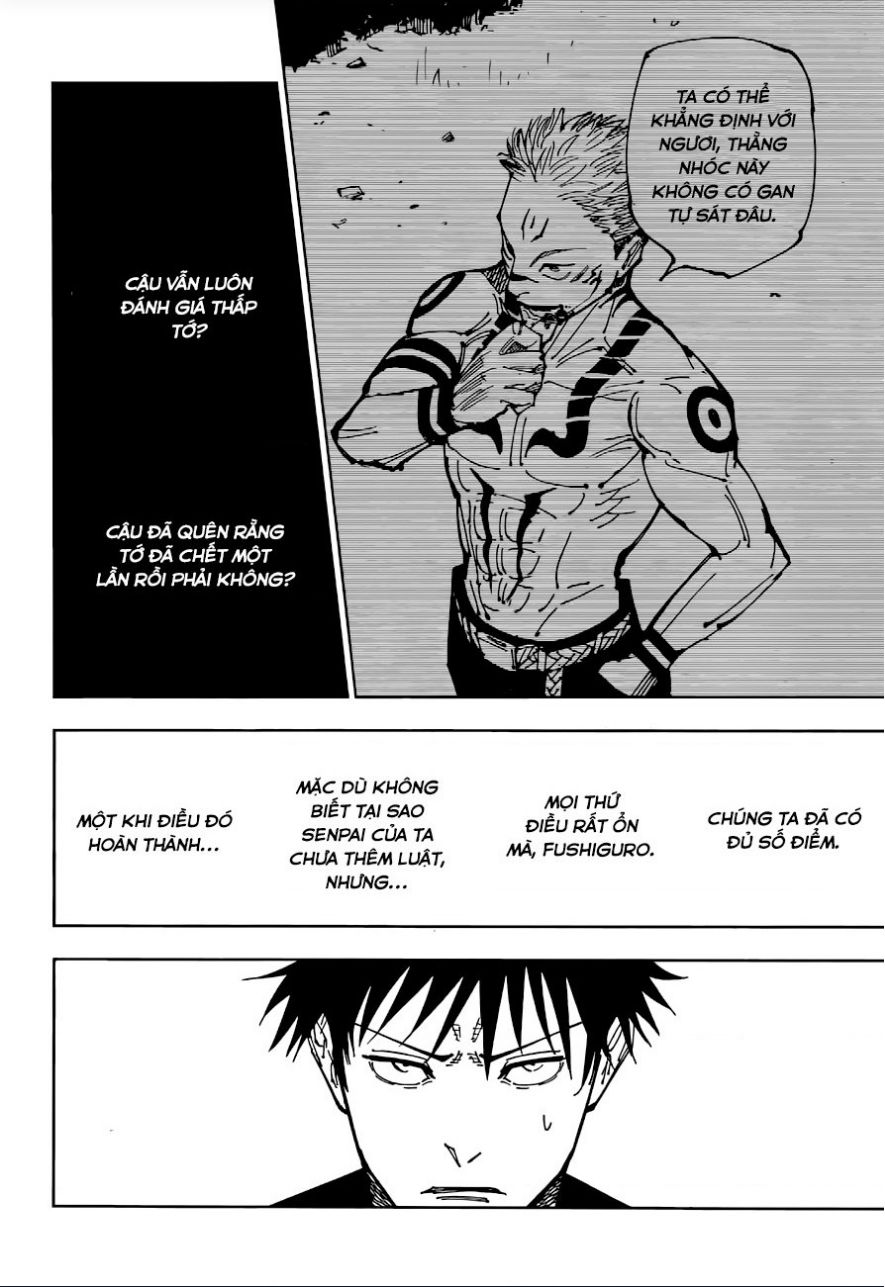 TA CÓ THỂ
KHẲNG ĐỊNH VỚI
NGƯƠI, THẰNG
NHÓC NÀY
KHÔNG CÓ GAN
TỰ SÁT ĐÂU.
CẬU VẪN LUÔN
ĐÁNH GIÁ THẤP
TỚ?
CẬU ĐÃ QUÊN RẰNG
TỚ ĐÃ CHẾT MỘT
LẦN RỒI PHẢI KHÔNG?
CHÚNG TA ĐÃ CÓ
ĐỦ SỐ ĐIỂM.
MỌI THỨ
ĐIỀU RẤT ỔN
MÀ, FUSHIGURO.
MẶC DÙ KHÔNG
BIẾT TẠI SAO
SENPAI CỦA TA
CHƯA THÊM LUẬT,
NHƯNG...
MỘT KHI ĐIỀU ĐÓ
HOÀN THÀNH...